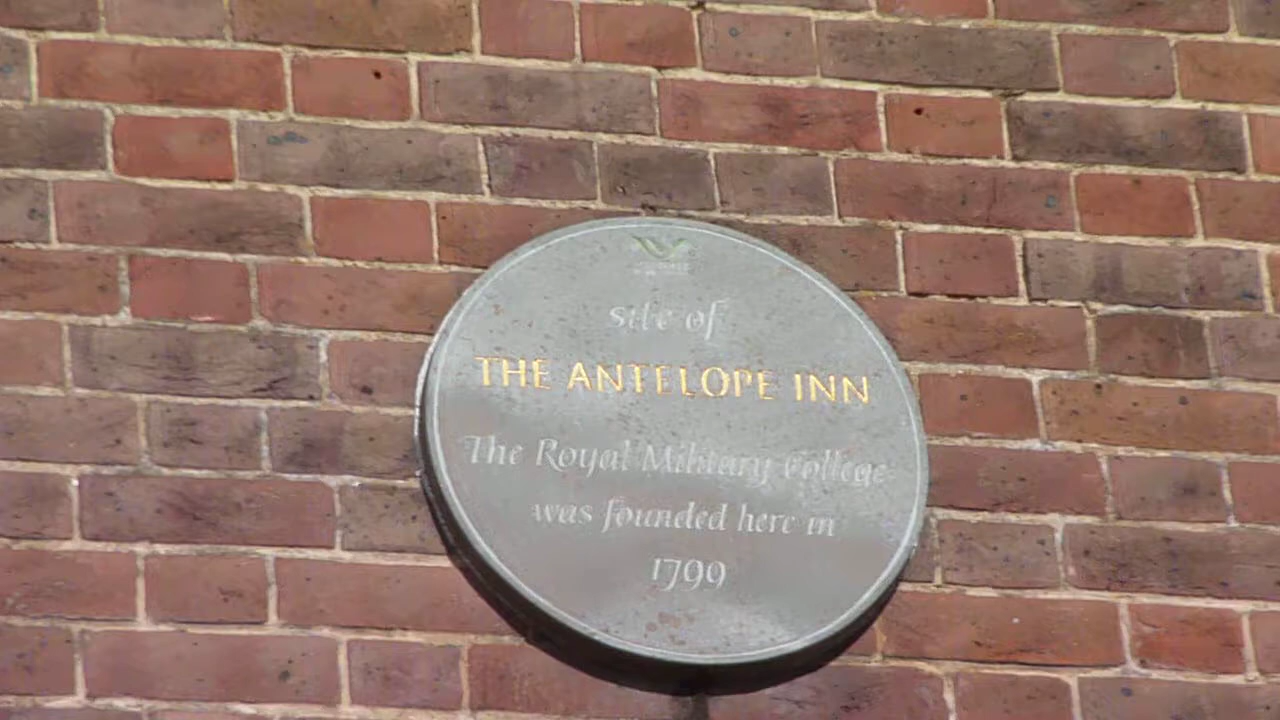 site of
THE ANTELOPE INN
The Royal Military College
was founded here in
1799